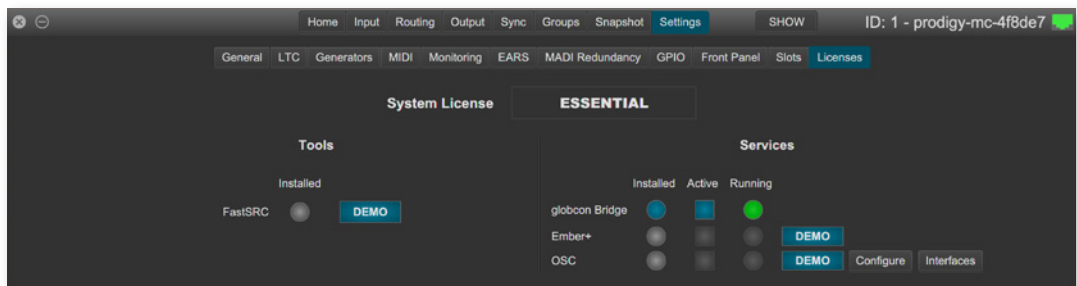 Home Input Routing Output Sync Groups Snapshot Settings SHOW ID: 1 - prodigy-mc-4f8de7
General LTC Generators MIDI Monitoring EARS MADI Redundancy GPIO Front Panel Slots Licenses
System License ESSENTIAL
Tools Services
Installed Installed Active Running
FastSRC DEMO globcon Bridge
Ember+ DEMO
OSC DEMO Configure Interfaces